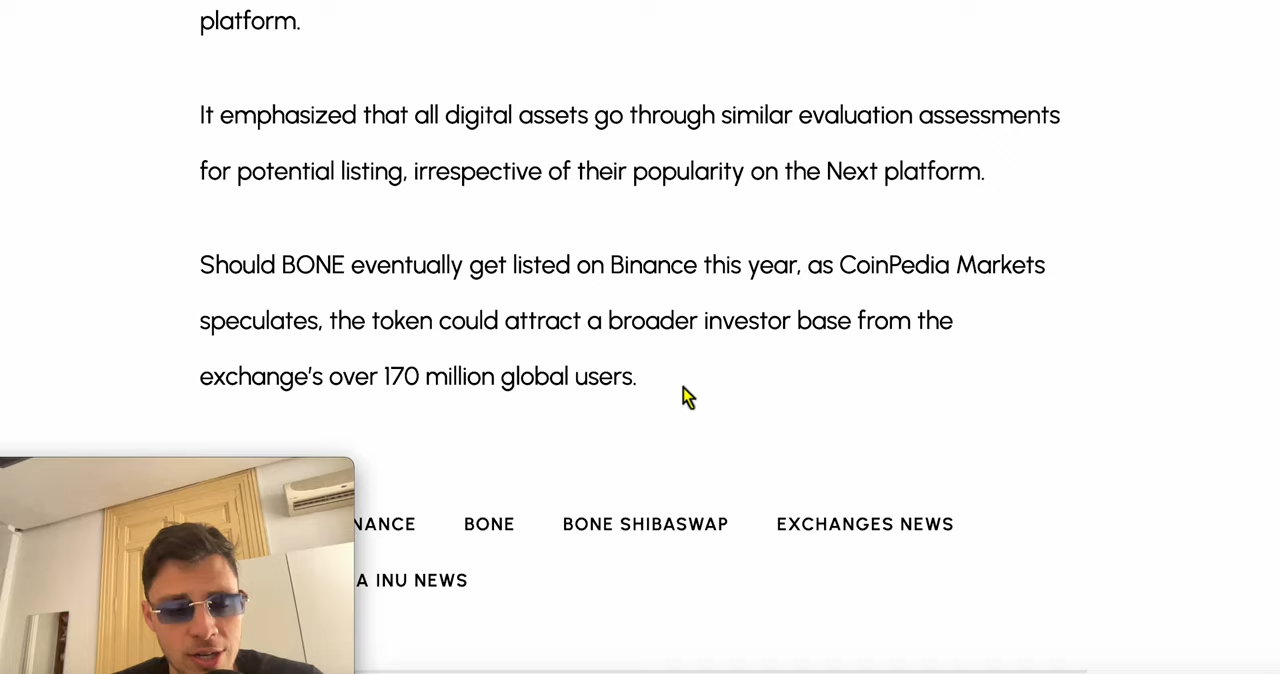 platform.
It emphasized that all digital assets go through similar evaluation assessments
for potential listing, irrespective of their popularity on the Next platform.
Should BONE eventually get listed on Binance this year, as CoinPedia Markets
speculates, the token could attract a broader investor base from the
exchange's over 170 million global users.
NANCE BONE BONE SHIBASWAP EXCHANGES NEWS
A INU NEWS